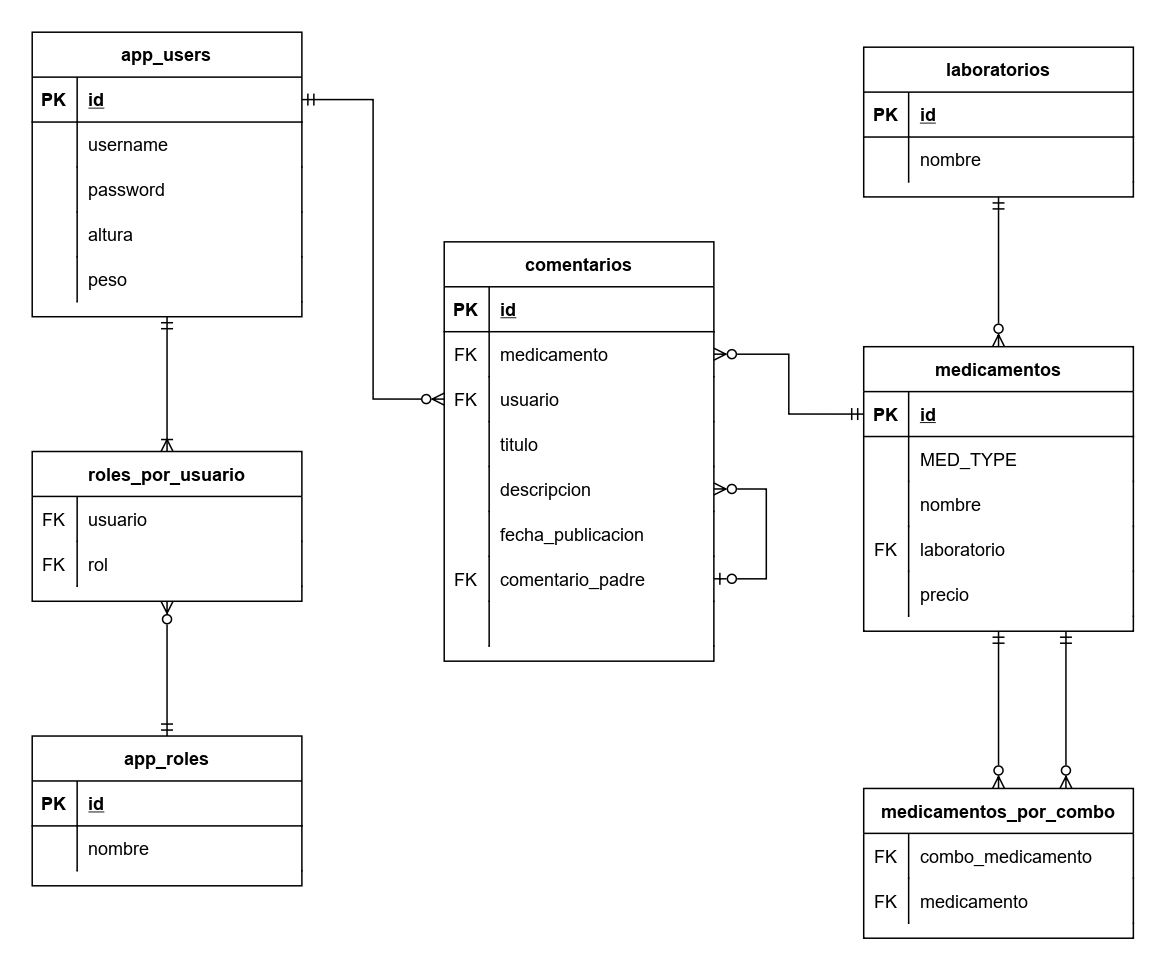 app_users
PK id
username
password
altura
peso
roles_por_usuario
FK usuario
FK rol
app_roles
PK id
nombre
comentarios
PK id
FK medicamento
FK usuario
titulo
descripcion
fecha_publicacion
FK comentario_padre
laboratorios
PK id
nombre
medicamentos
PK id
MED_TYPE
nombre
FK laboratorio
precio
medicamentos_por_combo
FK combo_medicamento
FK medicamento